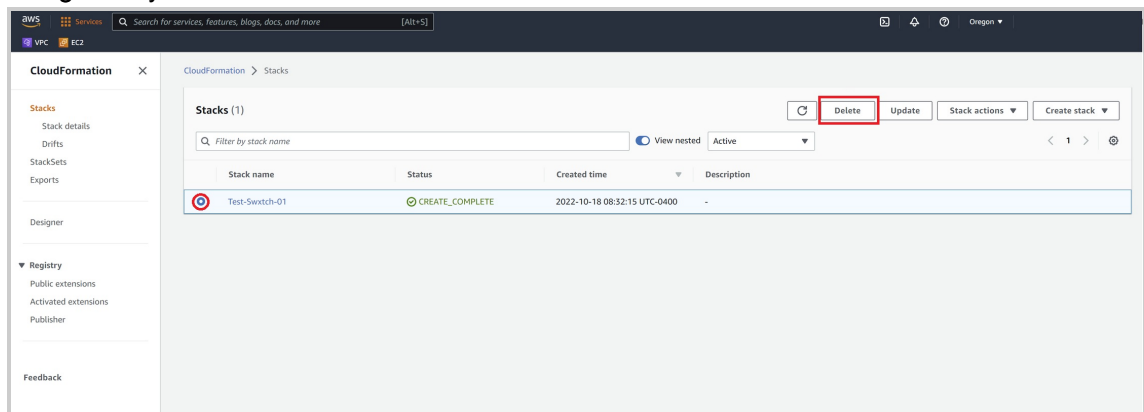 aws Services Search for services, features, blogs, docs, and more [Alt+S] Oregon ▼
VPC EC2
CloudFormation
CloudFormation > Stacks
Stacks
Stack details
Drifts
StackSets
Exports
Designer
▼ Registry
Public extensions
Activated extensions
Publisher
Feedback
Stacks (1) Delete Update Stack actions ▼ Create stack ▼
Filter by stack name View nested Active ▼ < 1 >
Stack name Status Created time ▼ Description
Test-Swxtch-01 CREATE_COMPLETE 2022-10-18 08:32:15 UTC-0400 -